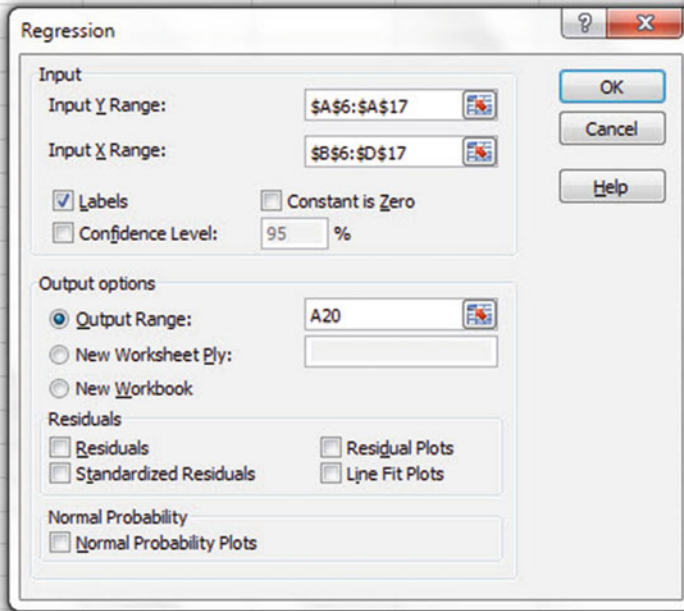 Regression
Input
Input Y Range: $A$6:$A$17
Input X Range: $B$6:$D$17
Labels Constant is Zero
Confidence Level: 95 %
OK
Cancel
Help
Output options
Output Range: A20
New Worksheet Ply:
New Workbook
Residuals
Residuals Residual Plots
Standardized Residuals Line Fit Plots
Normal Probability
Normal Probability Plots